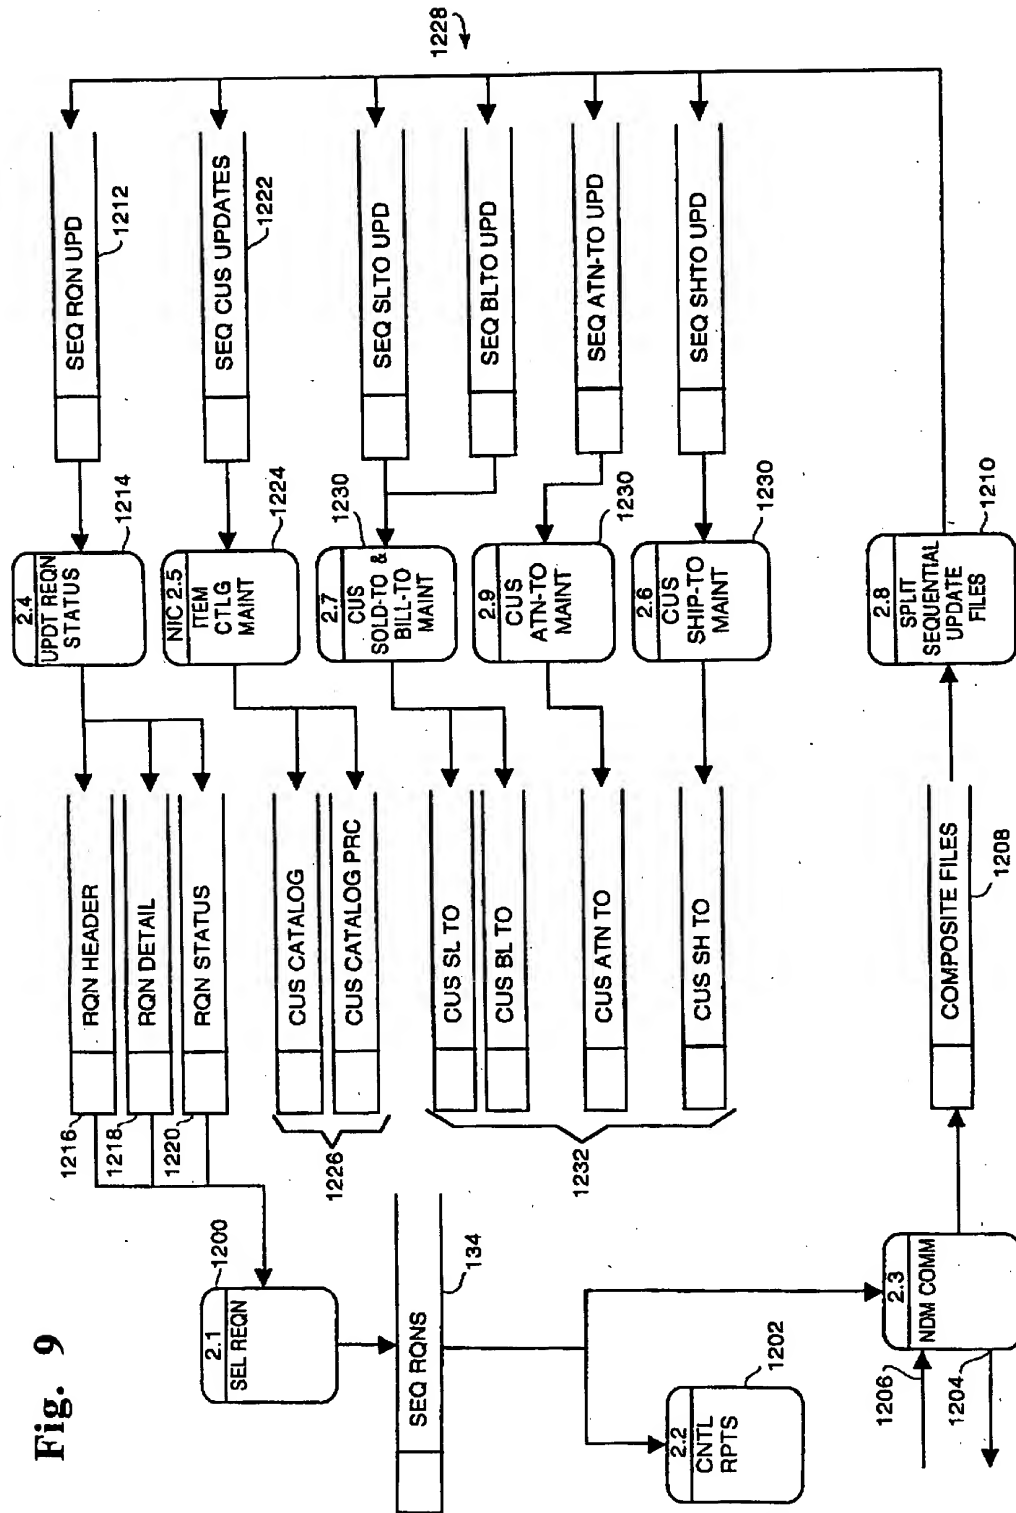 Fig. 9
1216
1218
1220
RQN HEADER
RQN DETAIL
RQN STATUS
2.4
UPDT REQN
STATUS
1214
SEQ RQN UPD
1212
1228
1200
2.1
SEL REQN
1226
CUS CATALOG
CUS CATALOG PRC
NIC 2.5
ITEM
CTLG
MAINT
1224
SEQ CUS UPDATES
1222
SEQ RQNS
134
1232
CUS SL TO
CUS BL TO
CUS ATN TO
CUS SH TO
2.7
CUS
SOLD-TO &
BILL-TO
MAINT
1230
SEQ SLTO UPD
SEQ BLTO UPD
2.9
CUS
ATN-TO
MAINT
1230
SEQ ATN-TO UPD
2.6
CUS
SHIP-TO
MAINT
1230
SEQ SHTO UPD
2.2
CNTL
RPTS
1202
1206
1204
2.3
NDM COMM
COMPOSITE FILES
1208
2.8
SPLIT
SEQUENTIAL
UPDATE
FILES
1210